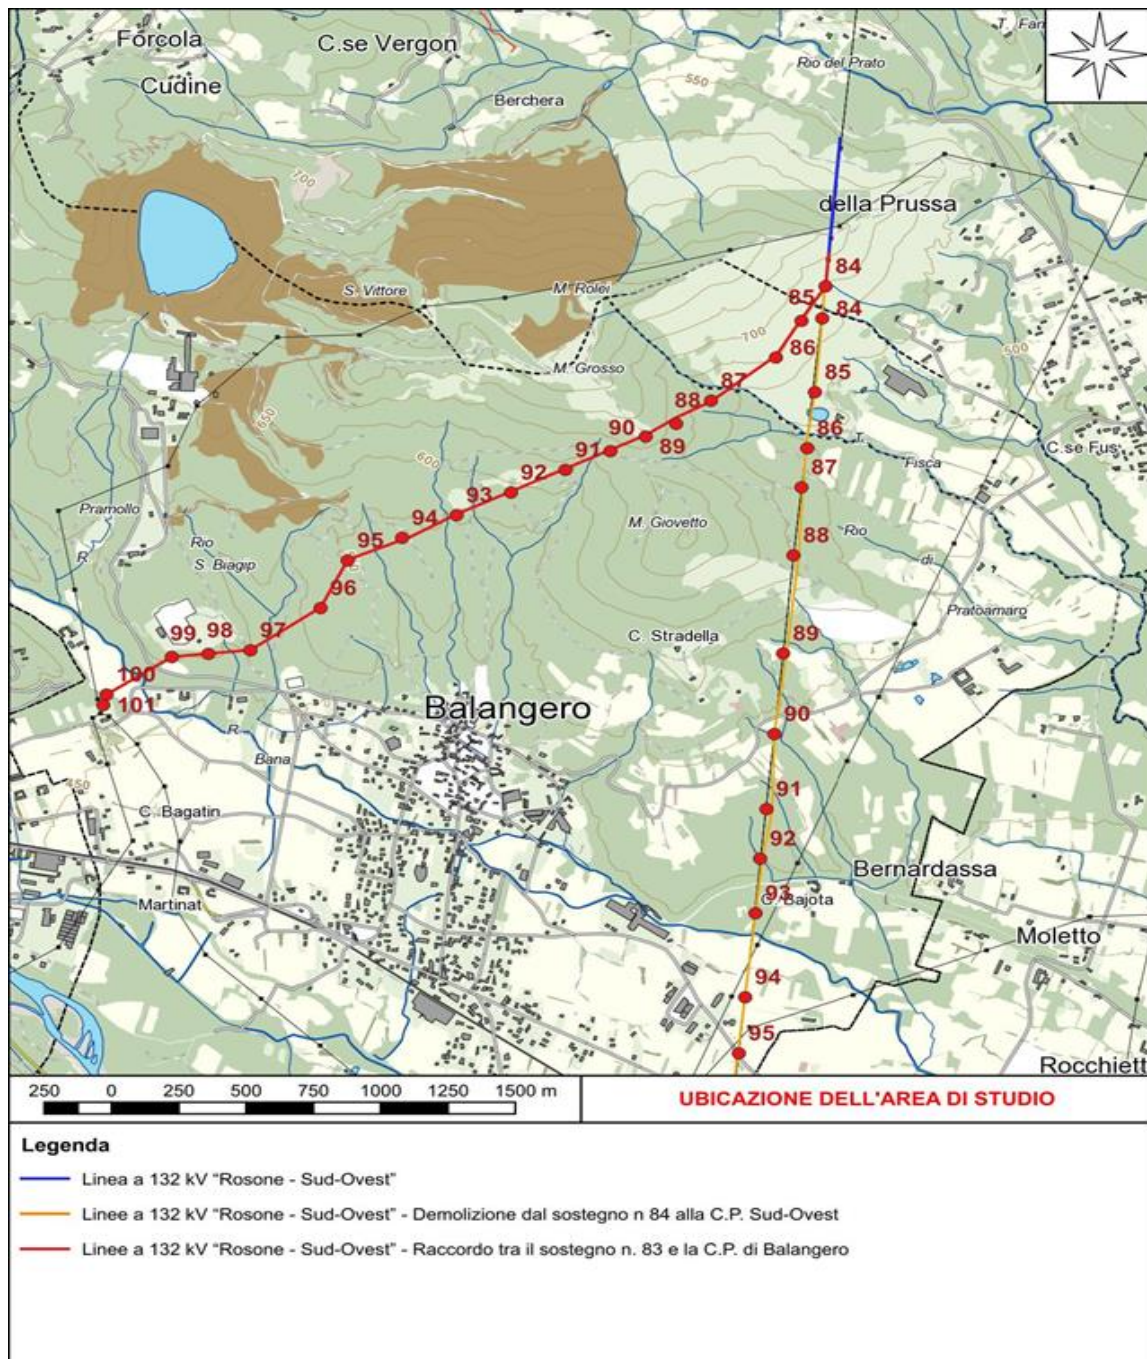 Forcola
C.se Vergon
T. Fan
Rio del Prato
550
Cudine
Berchera
700
della Prussa
84
S. Vittore
M. Rolei
85
84
700
86
500
M. Grosso
85
87
88
86
650
90
89
C.se Fus
91
T.
Fisca
600
92
87
93
Pramollo
94
M. Giovetto
88
Rio
Rio
95
R.
S. Biagip
di
96
Pratoamaro
99
98
97
C. Stradella
89
100
101
Balangero
90
R.
Bana
450
91
C. Bagatin
92
Bernardassa
Martinat
93
C. Bajota
Moletto
94
95
Rocchiett
250 0 250 500 750 1000 1250 1500 m
UBICAZIONE DELL'AREA DI STUDIO
Legenda
Linea a 132 kV "Rosone - Sud-Ovest"
Linee a 132 kV "Rosone - Sud-Ovest" - Demolizione dal sostegno n 84 alla C.P. Sud-Ovest
Linee a 132 kV "Rosone - Sud-Ovest" - Raccordo tra il sostegno n. 83 e la C.P. di Balangero